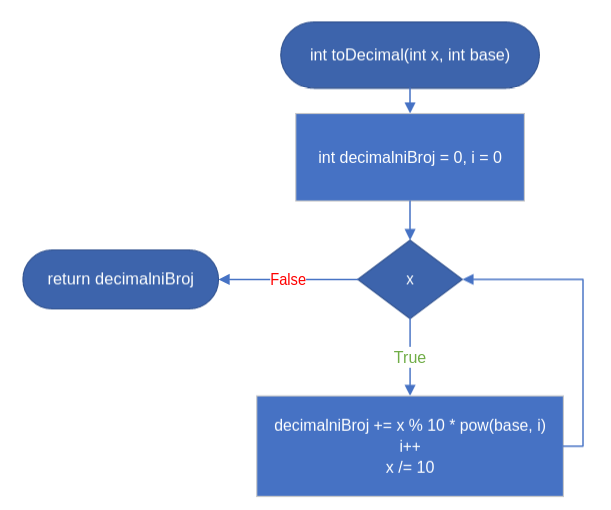 int toDecimal(int x, int base)
int decimalniBroj = 0, i = 0
x
False
return decimalniBroj
True
decimalniBroj += x % 10 * pow(base, i)
i++
x /= 10